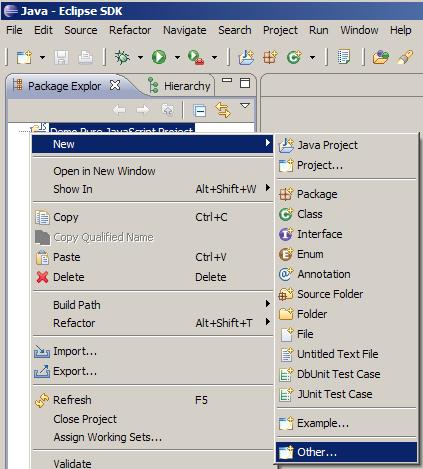 Java - Eclipse SDK
File Edit Source Refactor Navigate Search Project Run Window Help
Package Explor Hierarchy
Demo Pure JavaScript Project
New
Open in New Window
Show In Alt+Shift+W
Copy Ctrl+C
Copy Qualified Name
Paste Ctrl+V
Delete Delete
Build Path
Refactor Alt+Shift+T
Import...
Export...
Refresh F5
Close Project
Assign Working Sets...
Validate
Java Project
Project...
Package
Class
Interface
Enum
Annotation
Source Folder
Folder
File
Untitled Text File
DbUnit Test Case
JUnit Test Case
Example...
Other...